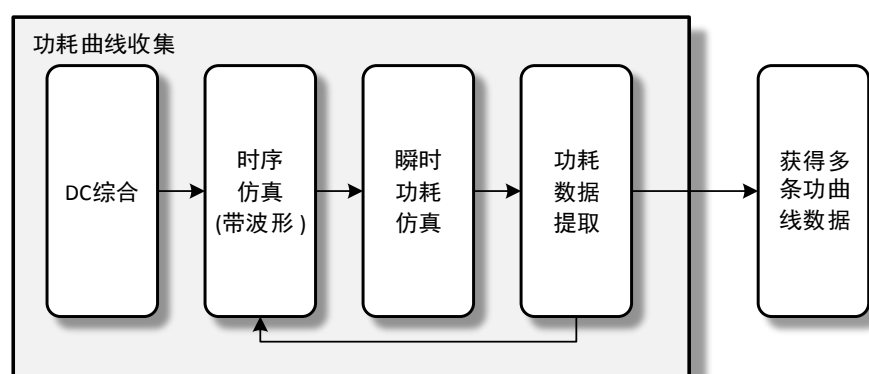 功耗曲线收集
DC综合
时序
仿真
(带波形)
瞬时
功耗
仿真
功耗
数据
提取
获得多
条功曲
线数据